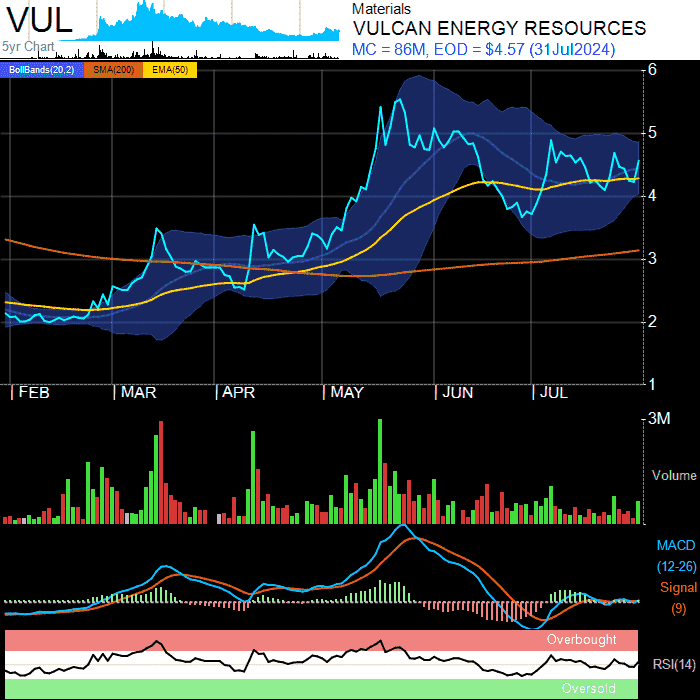 VUL
5yr Chart
Materials
VULCAN ENERGY RESOURCES
MC = 86M, EOD = $4.57 (31Jul2024)
BollBands(20,2) SMA(200) EMA(50)
6
5
4
3
2
1
FEB MAR APR MAY JUN JUL
3M
Volume
MACD
(12-26)
Signal
(9)
Overbought
RSI(14)
Oversold